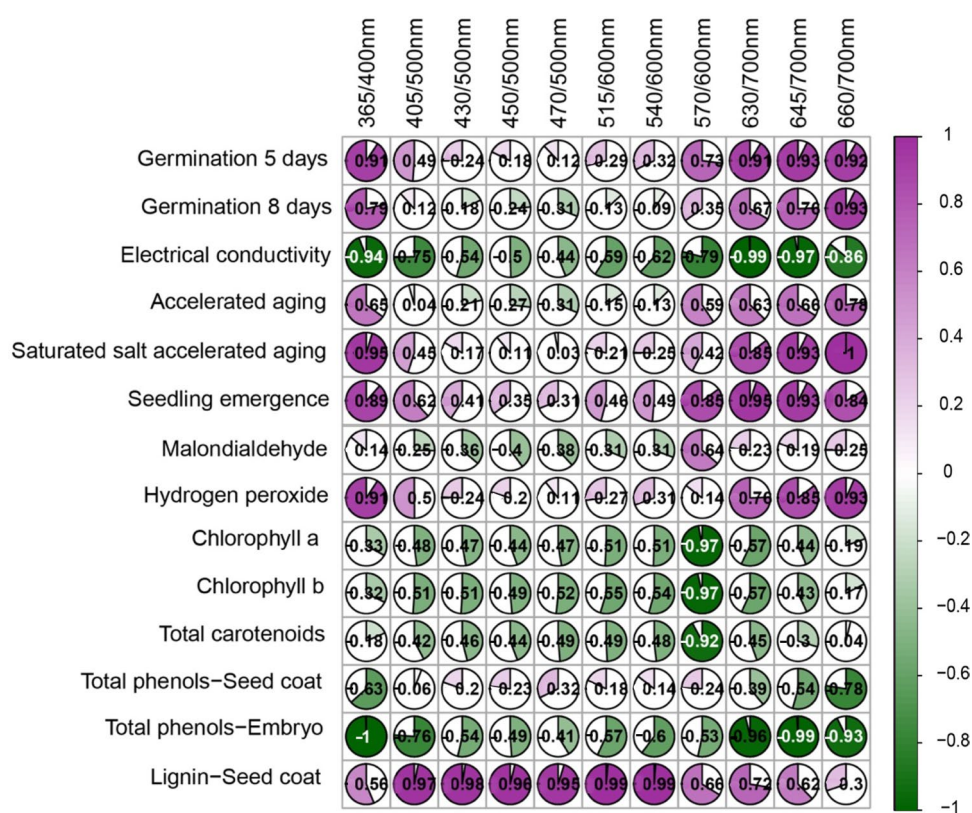 365/400nm 405/500nm 430/500nm 450/500nm 470/500nm 515/600nm 540/600nm 570/600nm 630/700nm 645/700nm 660/700nm
Germination 5 days 0.91 0.49 0.24 0.18 0.12 0.29 0.32 0.73 0.91 0.93 0.92
Germination 8 days 0.79 0.12 −0.18 −0.24 −0.31 −0.13 −0.09 0.35 0.67 0.76 0.93
Electrical conductivity −0.94 −0.75 −0.54 −0.5 −0.44 −0.59 −0.62 −0.79 −0.99 −0.97 −0.86
Accelerated aging 0.65 0.04 −0.21 −0.27 −0.31 −0.15 −0.13 0.59 0.63 0.66 0.78
Saturated salt accelerated aging 0.95 0.45 0.17 0.11 0.03 0.21 0.25 0.42 0.85 0.93 1
Seedling emergence 0.89 0.62 0.41 0.35 0.31 0.46 0.49 0.85 0.95 0.93 0.84
Malondialdehyde 0.14 −0.25 −0.36 −0.4 −0.38 −0.31 −0.31 0.64 0.23 0.19 0.25
Hydrogen peroxide 0.91 0.5 0.24 0.2 0.11 0.27 0.31 0.14 0.76 0.85 0.93
Chlorophyll a −0.33 −0.48 −0.47 −0.44 −0.47 −0.51 −0.51 −0.97 −0.57 −0.44 −0.19
Chlorophyll b −0.32 −0.51 −0.51 −0.49 −0.52 −0.55 −0.54 −0.97 −0.57 −0.43 −0.17
Total carotenoids −0.18 −0.42 −0.46 −0.44 −0.49 −0.49 −0.48 −0.92 −0.45 −0.3 −0.04
Total phenols−Seed coat −0.63 −0.06 0.2 0.23 0.32 0.18 0.14 0.24 −0.39 −0.54 −0.78
Total phenols−Embryo −1 −0.76 −0.54 −0.49 −0.41 −0.57 −0.6 −0.53 −0.96 −0.99 −0.93
Lignin−Seed coat 0.56 0.97 0.98 0.96 0.95 0.99 0.99 0.66 0.72 0.62 0.3
1
0.8
0.6
0.4
0.2
0
−0.2
−0.4
−0.6
−0.8
−1